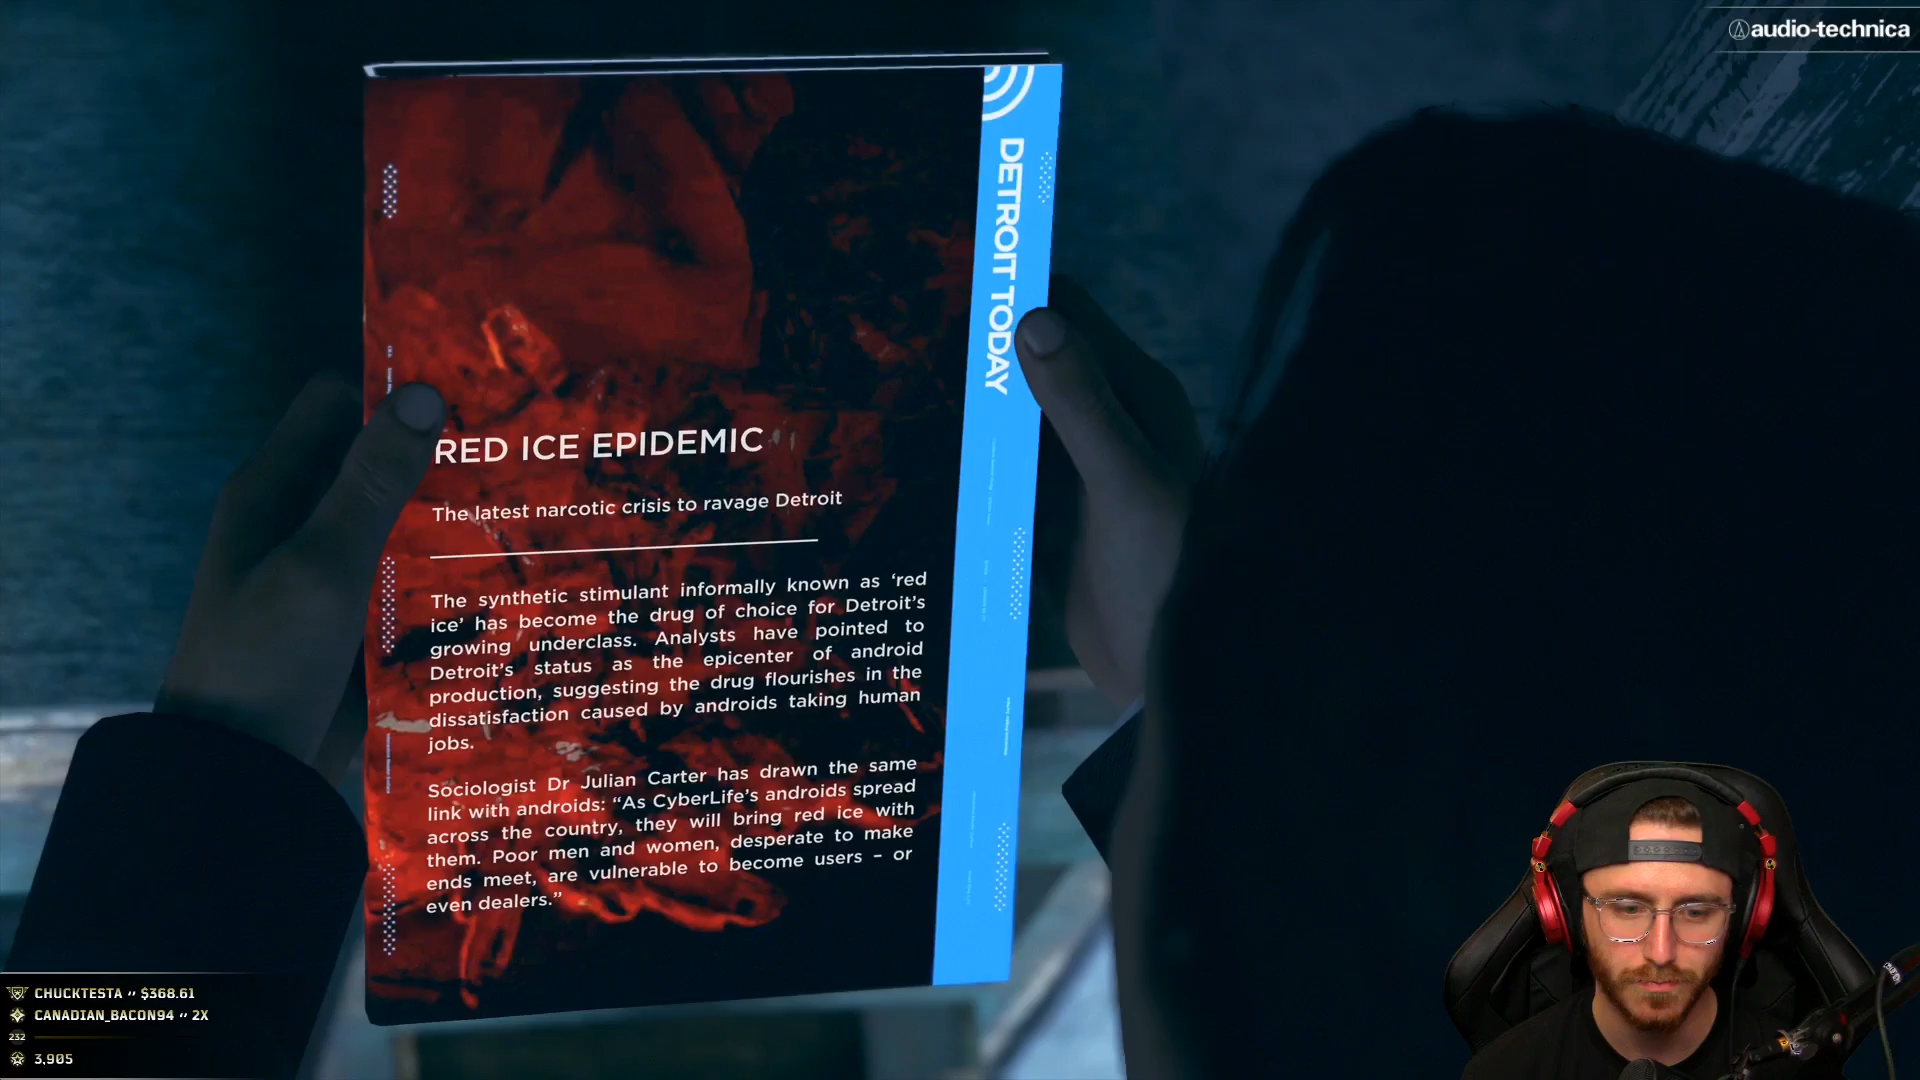 audio-technica
DETROIT TODAY
RED ICE EPIDEMIC
The latest narcotic crisis to ravage Detroit
The synthetic stimulant informally known as ‘red
ice’ has become the drug of choice for Detroit’s
growing underclass. Analysts have pointed to
Detroit’s status as the epicenter of android
production, suggesting the drug flourishes in the
dissatisfaction caused by androids taking human
jobs.
Sociologist Dr Julian Carter has drawn the same
link with androids: “As CyberLife’s androids spread
across the country, they will bring red ice with
them. Poor men and women, desperate to make
ends meet, are vulnerable to become users – or
even dealers.”
CHUCKTESTA ·· $368.61
CANADIAN_BACON94 ·· 2X
232
3,905